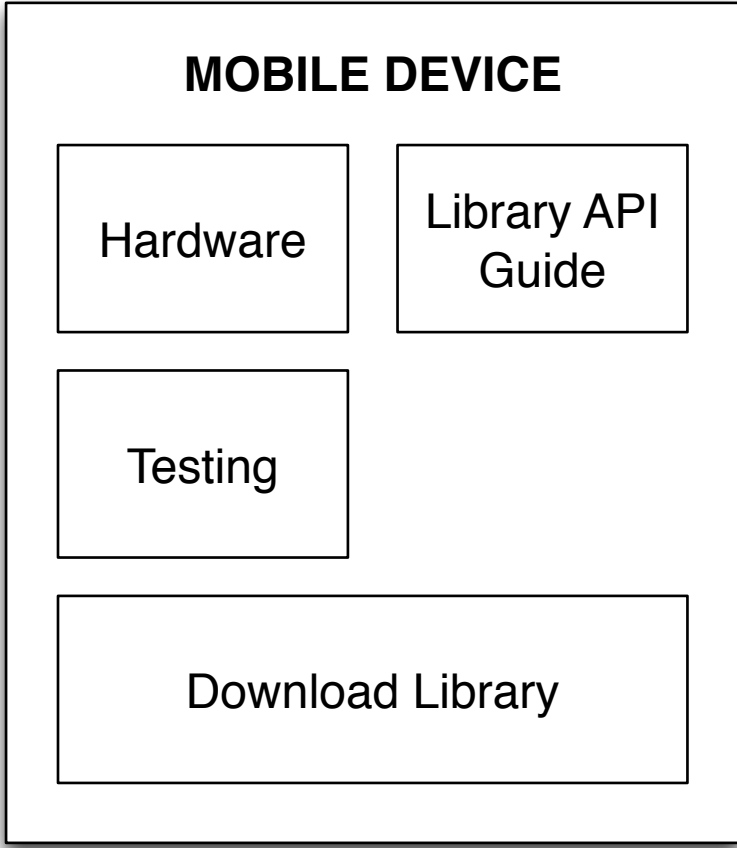 MOBILE DEVICE
Hardware
Library API
Guide
Testing
Download Library